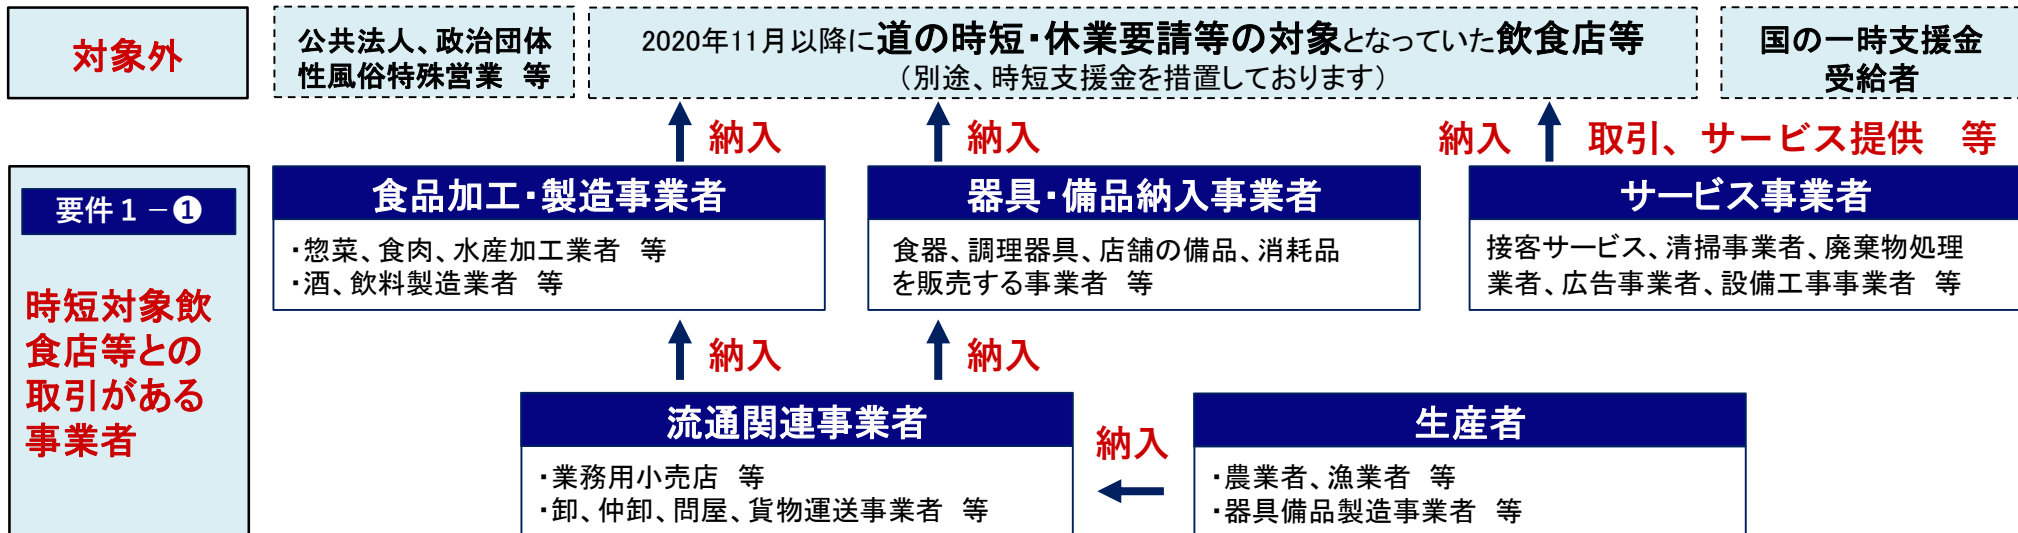 対象外
公共法人、政治団体
性風俗特殊営業　等
2020年11月以降に道の時短・休業要請等の対象となっていた飲食店等
（別途、時短支援金を措置しております）
国の一時支援金
受給者
納入
納入
納入
取引、サービス提供　等
要件１－❶
時短対象飲
食店等との
取引がある
事業者
食品加工・製造事業者
・惣菜、食肉、水産加工業者　等
・酒、飲料製造業者　等
器具・備品納入事業者
食器、調理器具、店舗の備品、消耗品
を販売する事業者　等
サービス事業者
接客サービス、清掃事業者、廃棄物処理
業者、広告事業者、設備工事事業者　等
納入
納入
流通関連事業者
・業務用小売店　等
・卸、仲卸、問屋、貨物運送事業者　等
納入
生産者
・農業者、漁業者　等
・器具備品製造事業者　等